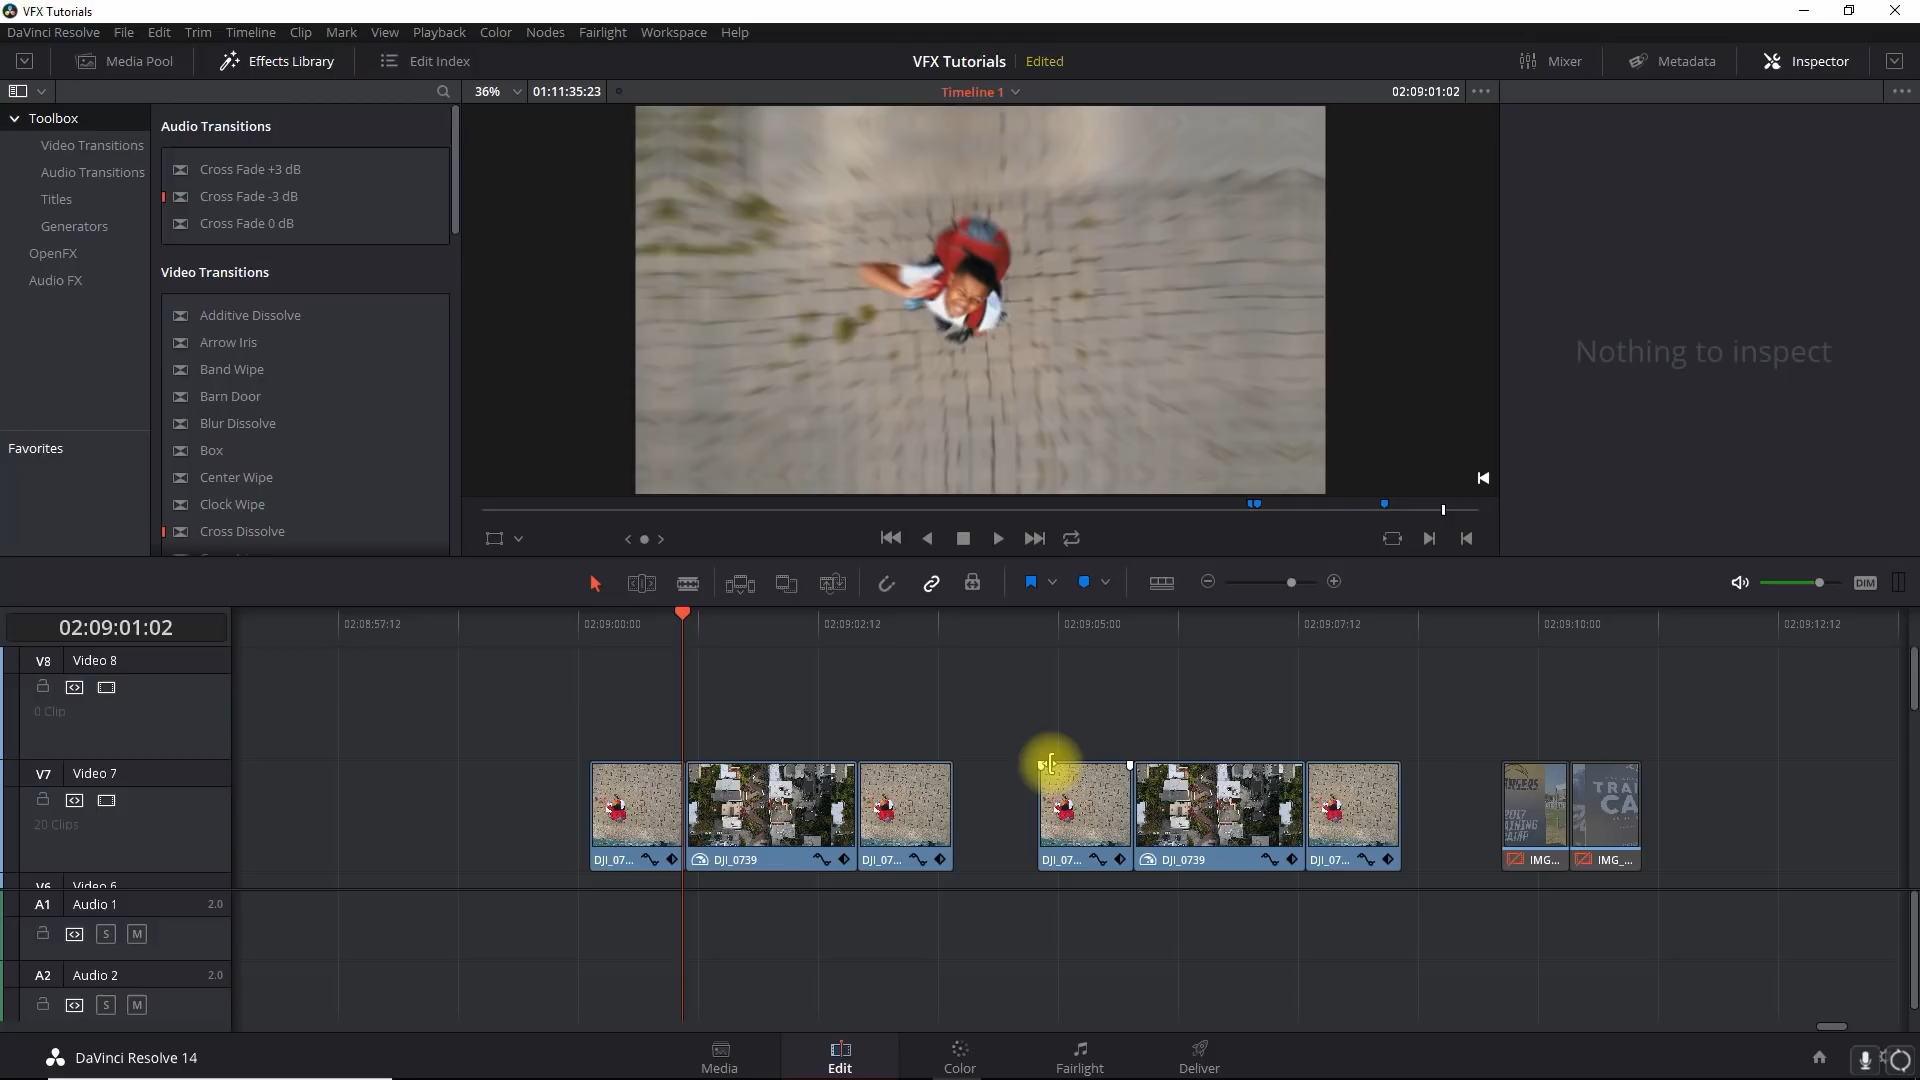 VFX Tutorials
DaVinci Resolve File Edit Trim Timeline Clip Mark View Playback Color Nodes Fairlight Workspace Help
Media Pool Effects Library Edit Index VFX Tutorials Edited Mixer Metadata Inspector
36% 01:11:35:23 Timeline 1 02:09:01:02
Toolbox
Video Transitions
Audio Transitions
Titles
Generators
OpenFX
Audio FX
Favorites
Audio Transitions
Cross Fade +3 dB
Cross Fade -3 dB
Cross Fade 0 dB
Video Transitions
Additive Dissolve
Arrow Iris
Band Wipe
Barn Door
Blur Dissolve
Box
Center Wipe
Clock Wipe
Cross Dissolve
Nothing to inspect
DIM
02:09:01:02
02:08:57:12 02:09:00:00 02:09:02:12 02:09:05:00 02:09:07:12 02:09:10:00 02:09:12:12
V8 Video 8
0 Clip
V7 Video 7
20 Clips
DJI_07... DJI_0739 DJI_07... DJI_07... DJI_0739 DJI_07... IMG... IMG_...
V6 Video 6
A1 Audio 1 2.0
S M
A2 Audio 2 2.0
S M
DaVinci Resolve 14
Media Edit Color Fairlight Deliver